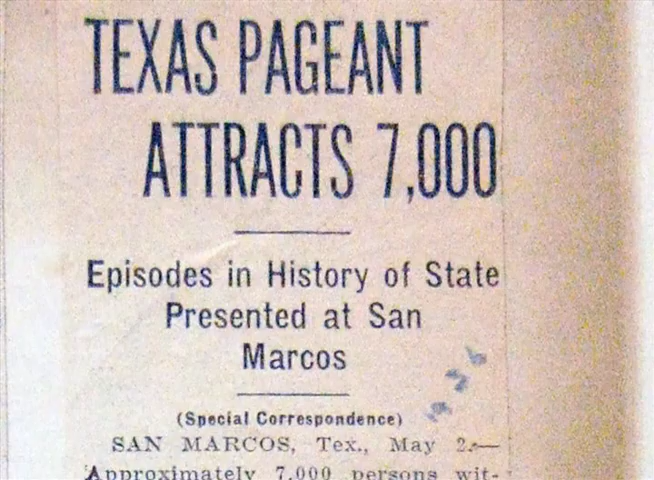 TEXAS PAGEANT
ATTRACTS 7,000
Episodes in History of State
Presented at San
Marcos
(Special Correspondence)
SAN MARCOS, Tex., May 2.—
Approximately 7,000 persons wit-